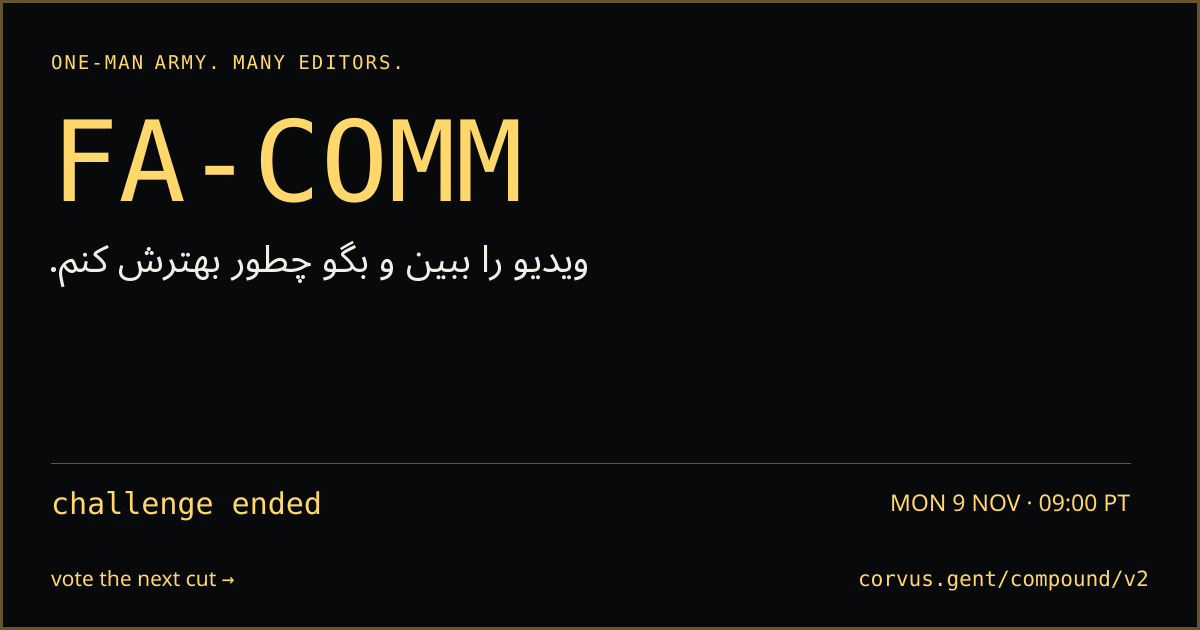 ONE-MAN ARMY. MANY EDITORS.
FA-COMM
ویدیو را ببین و بگو چطور بهترش کنم.
challenge ended
MON 9 NOV · 09:00 PT
vote the next cut →
corvus.gent/compound/v2